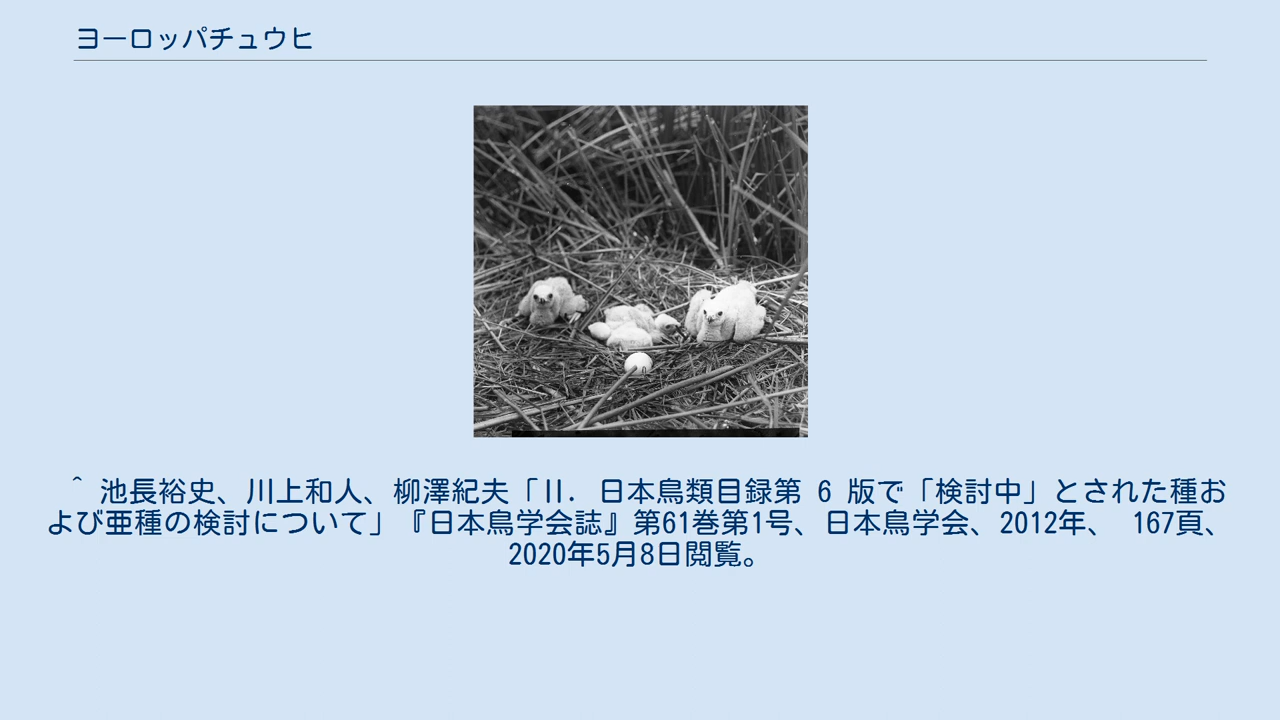 ヨーロッパチュウヒ
^ 池長裕史、川上和人、柳澤紀夫「II. 日本鳥類目録第 6 版で「検討中」とされた種お
よび亜種の検討について」『日本鳥学会誌』第61巻第1号、日本鳥学会、2012年、 167頁、
2020年5月8日閲覧。